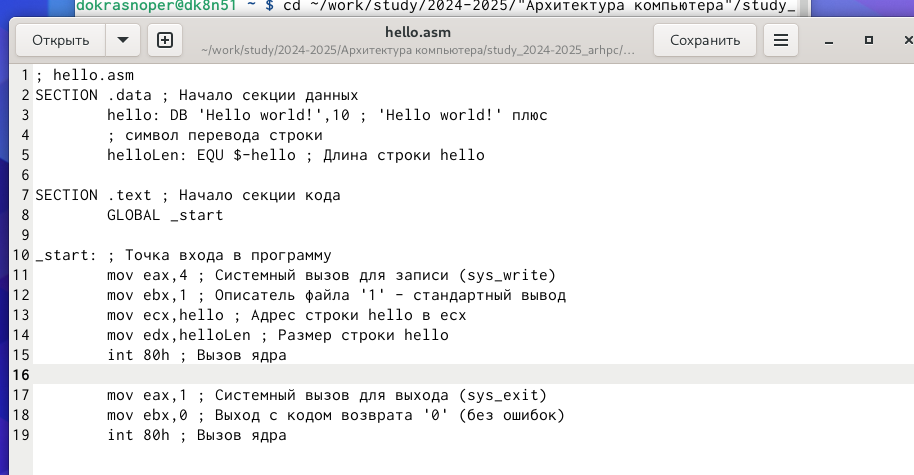 dokrasnoper@dk8n51 ~ $ cd ~/work/study/2024-2025/"Архитектура компьютера"/study_
Открыть
hello.asm
~/work/study/2024-2025/Архитектура компьютера/study_2024-2025_arhpc/...
Сохранить
1 ; hello.asm
2 SECTION .data ; Начало секции данных
3 hello: DB 'Hello world!',10 ; 'Hello world!' плюс
4 ; символ перевода строки
5 helloLen: EQU $-hello ; Длина строки hello
6
7 SECTION .text ; Начало секции кода
8 GLOBAL _start
9
10 _start: ; Точка входа в программу
11 mov eax,4 ; Системный вызов для записи (sys_write)
12 mov ebx,1 ; Описатель файла '1' - стандартный вывод
13 mov ecx,hello ; Адрес строки hello в ecx
14 mov edx,helloLen ; Размер строки hello
15 int 80h ; Вызов ядра
16
17 mov eax,1 ; Системный вызов для выхода (sys_exit)
18 mov ebx,0 ; Выход с кодом возврата '0' (без ошибок)
19 int 80h ; Вызов ядра